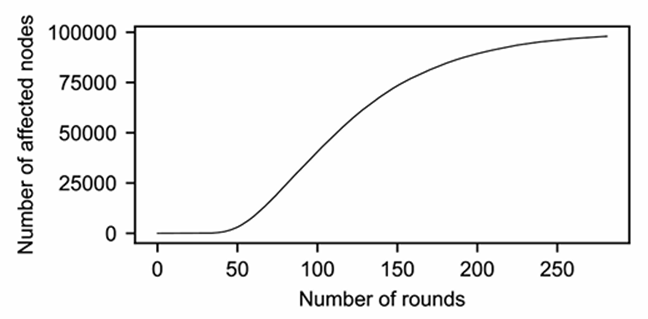 Number of affected nodes
100000
75000
50000
25000
0
0 50 100 150 200 250
Number of rounds